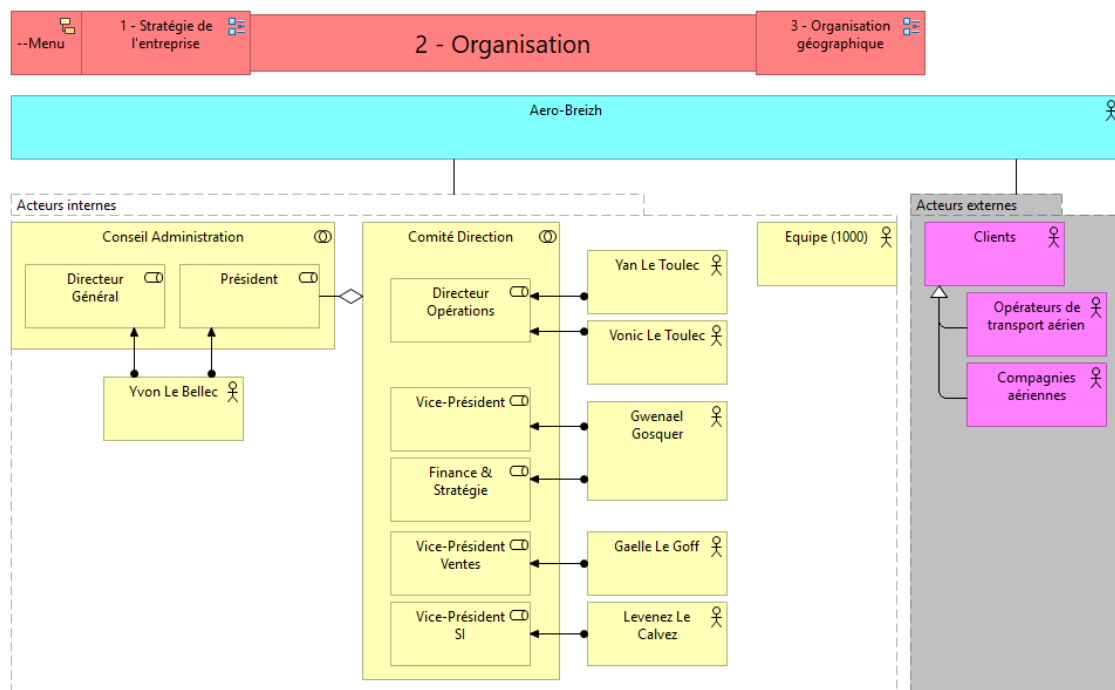 --Menu
1 - Stratégie de
l'entreprise
2 - Organisation
3 - Organisation
géographique
Aero-Breizh
Acteurs internes
Acteurs externes
Conseil Administration
Directeur
Général
Président
Yvon Le Bellec
Comité Direction
Directeur
Opérations
Vice-Président
Finance &
Stratégie
Vice-Président
Ventes
Vice-Président
SI
Yan Le Toulec
Vonic Le Toulec
Gwenael
Gosquer
Gaelle Le Goff
Levenez Le
Calvez
Equipe (1000)
Clients
Opérateurs de
transport aérien
Compagnies
aériennes